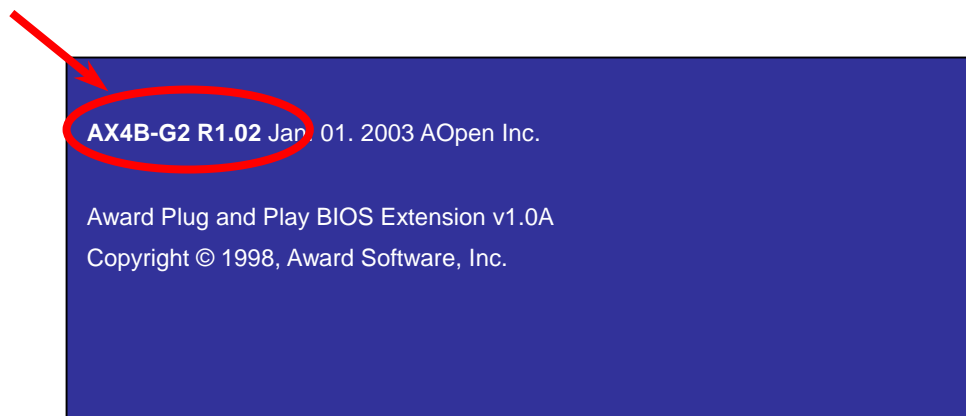 AX4B-G2 R1.02 Jan. 01. 2003 AOpen Inc.
Award Plug and Play BIOS Extension v1.0A
Copyright © 1998, Award Software, Inc.